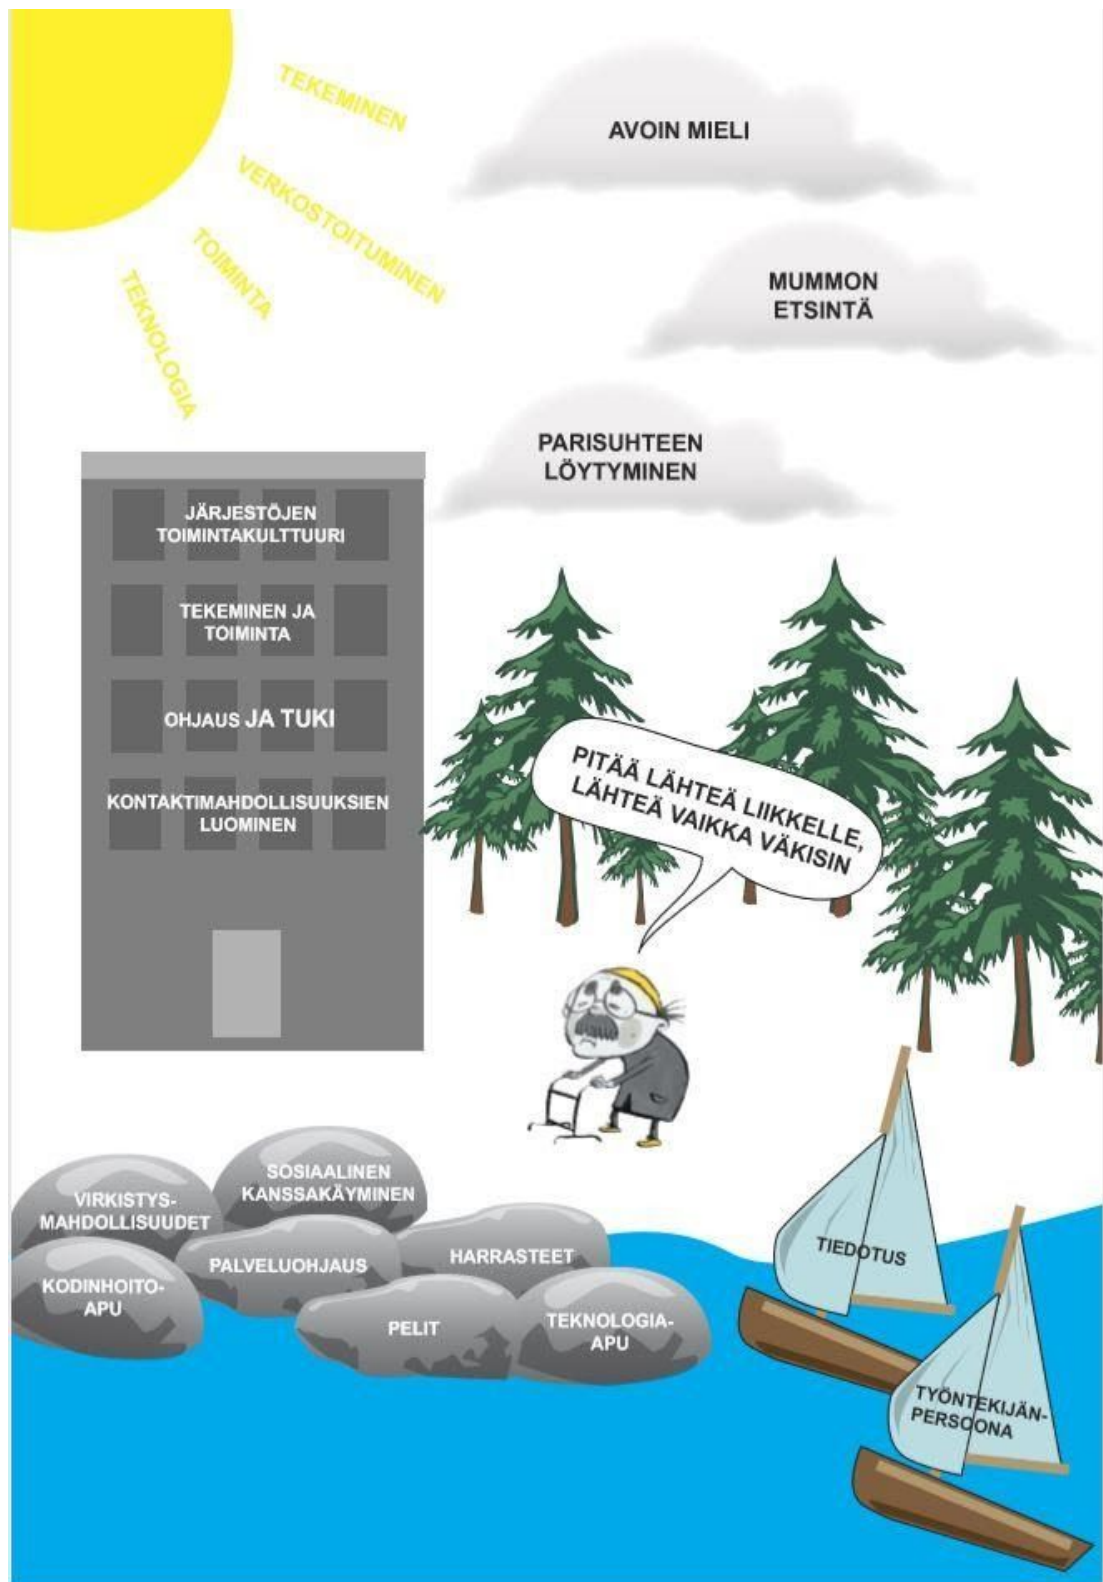 TEKEMINEN
VERKOSTOITUMINEN
TOIMINTA
TEKNOLOGIA
AVOIN MIELI
MUMMON
ETSINTÄ
PARISUHTEEN
LÖYTYMINEN
JÄRJESTÖJEN
TOIMINTAKULTTUURI
TEKEMINEN JA
TOIMINTA
OHJAUS JA TUKI
KONTAKTIMAHDOLLISUUKSIEN
LUOMINEN
PITÄÄ LÄHTEÄ LIIKKELLE,
LÄHTEÄ VAIKKA VÄKISIN
SOSIAALINEN
KANSSAKÄYMINEN
VIRKISTYS-
MAHDOLLISUUDET
PALVELUOHJAUS
HARRASTEET
KODINHOITO-
APU
PELIT
TEKNOLOGIA-
APU
TIEDOTUS
TYÖNTEKIJÄN-
PERSOONA